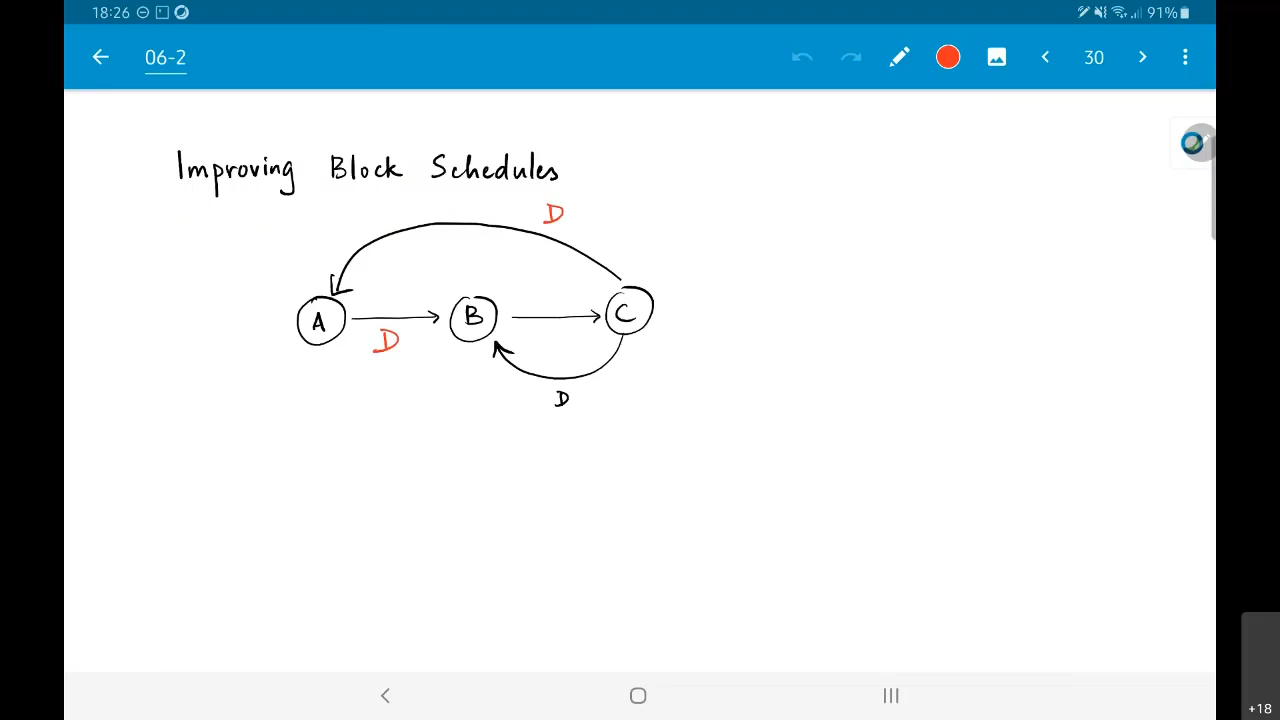 18:26 91%
06-2 30
Improving Block Schedules
D
A B C
D
D
+18